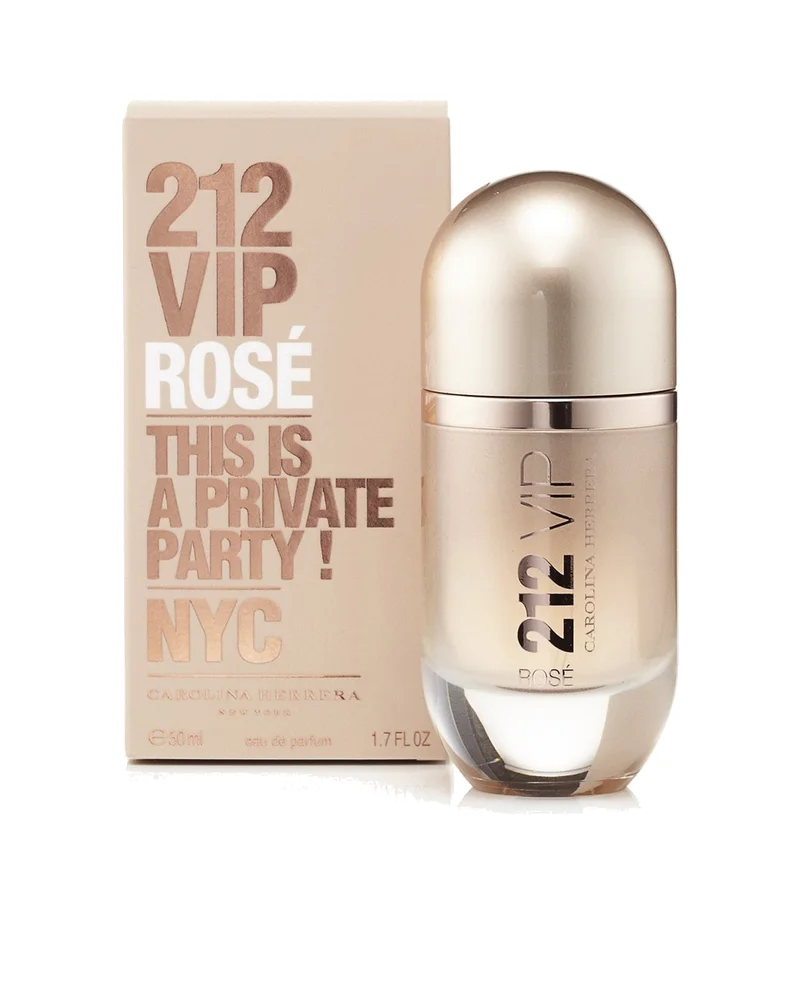 212
VIP
ROSÉ
THIS IS
A PRIVATE
PARTY !
NYC
CAROLINA HERRERA
NEW YORK
℮50ml eau de parfum 1.7 FL OZ
212 VIP
ROSÉ
CAROLINA HERRERA